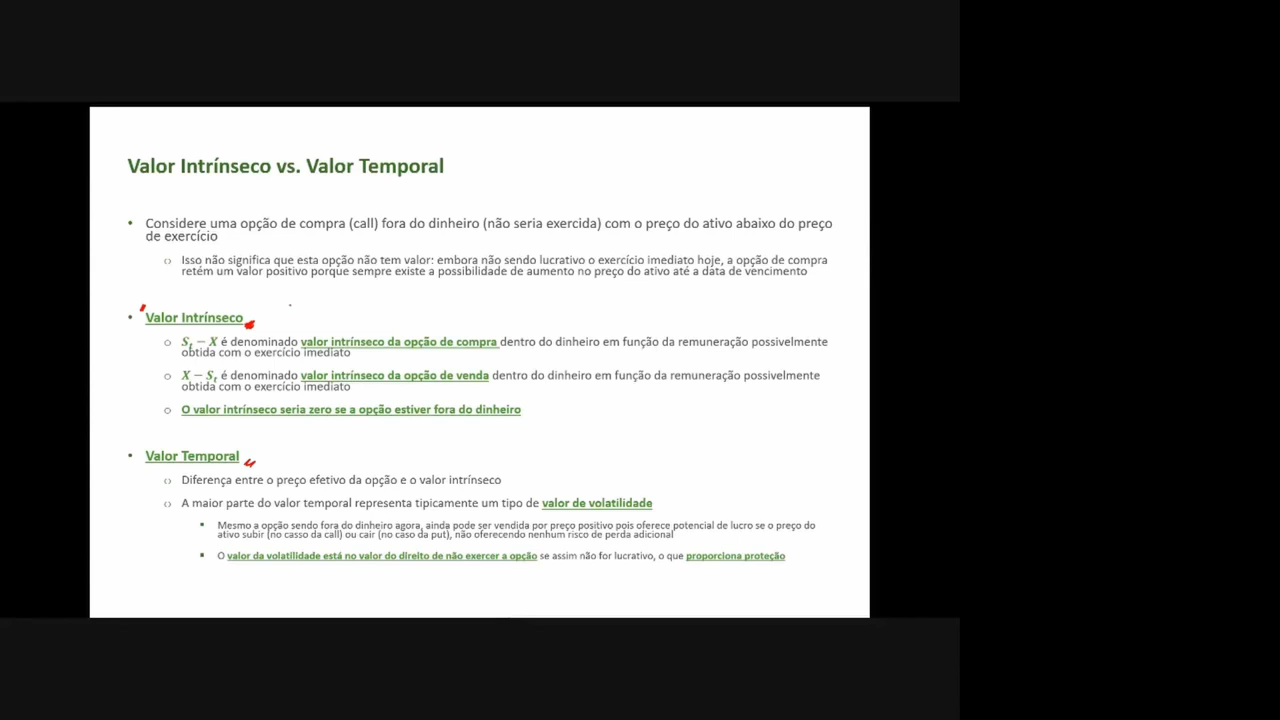 Valor Intrínseco vs. Valor Temporal
• Considere uma opção de compra (call) fora do dinheiro (não seria exercida) com o preço do ativo abaixo do preço
de exercício
Isso não significa que esta opção não tem valor: embora não sendo lucrativo o exercício imediato hoje, a opção de compra
retém um valor positivo porque sempre existe a possibilidade de aumento no preço do ativo até a data de vencimento
• Valor Intrínseco
○ Sₜ − X é denominado valor intrínseco da opção de compra dentro do dinheiro em função da remuneração possivelmente
obtida com o exercício imediato
○ X − Sₜ é denominado valor intrínseco da opção de venda dentro do dinheiro em função da remuneração possivelmente
obtida com o exercício imediato
○ O valor intrínseco seria zero se a opção estiver fora do dinheiro
• Valor Temporal
Diferença entre o preço efetivo da opção e o valor intrínseco
A maior parte do valor temporal representa tipicamente um tipo de valor de volatilidade
▪ Mesmo a opção sendo fora do dinheiro agora, ainda pode ser vendida por preço positivo pois oferece potencial de lucro se o preço do
ativo subir (no casso da call) ou cair (no caso da put), não oferecendo nenhum risco de perda adicional
▪ O valor da volatilidade está no valor do direito de não exercer a opção se assim não for lucrativo, o que proporciona proteção